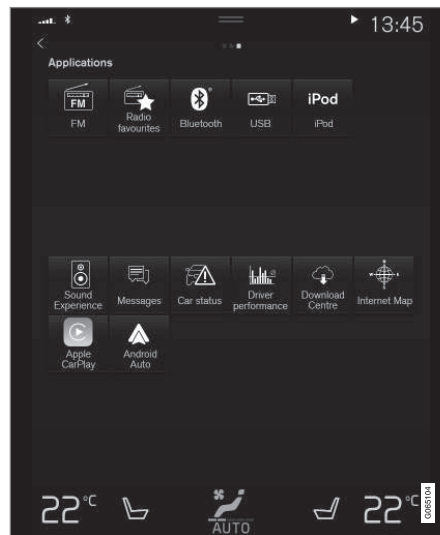 13:45
Applications
FM
FM
Radio
favourites
Bluetooth
USB
iPod
iPod
Sound
Experience
Messages
Car status
Driver
performance
Download
Centre
Internet Map
Apple
CarPlay
Android
Auto
22°C
AUTO
22°C
G065104